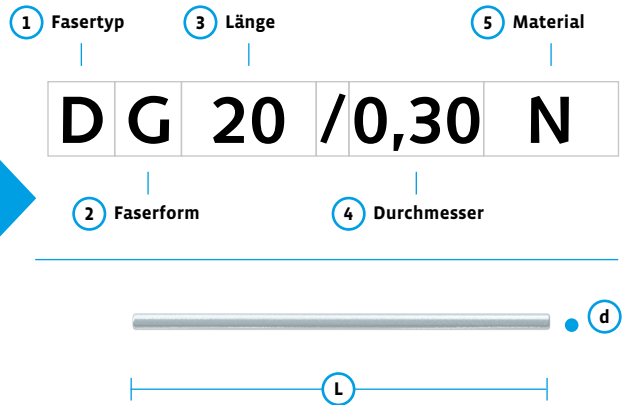 1 Fasertyp 3 Länge 5 Material
D G 20 /0,30 N
2 Faserform 4 Durchmesser
d
L